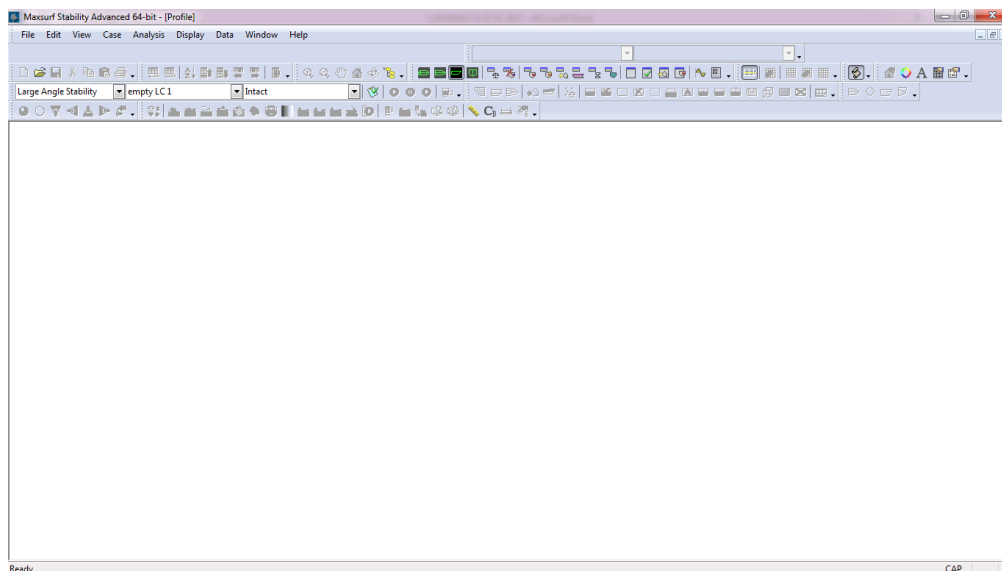 Maxsurf Stability Advanced 64-bit - [Profile]
File Edit View Case Analysis Display Data Window Help
Large Angle Stability empty LC 1 Intact
Ready CAP